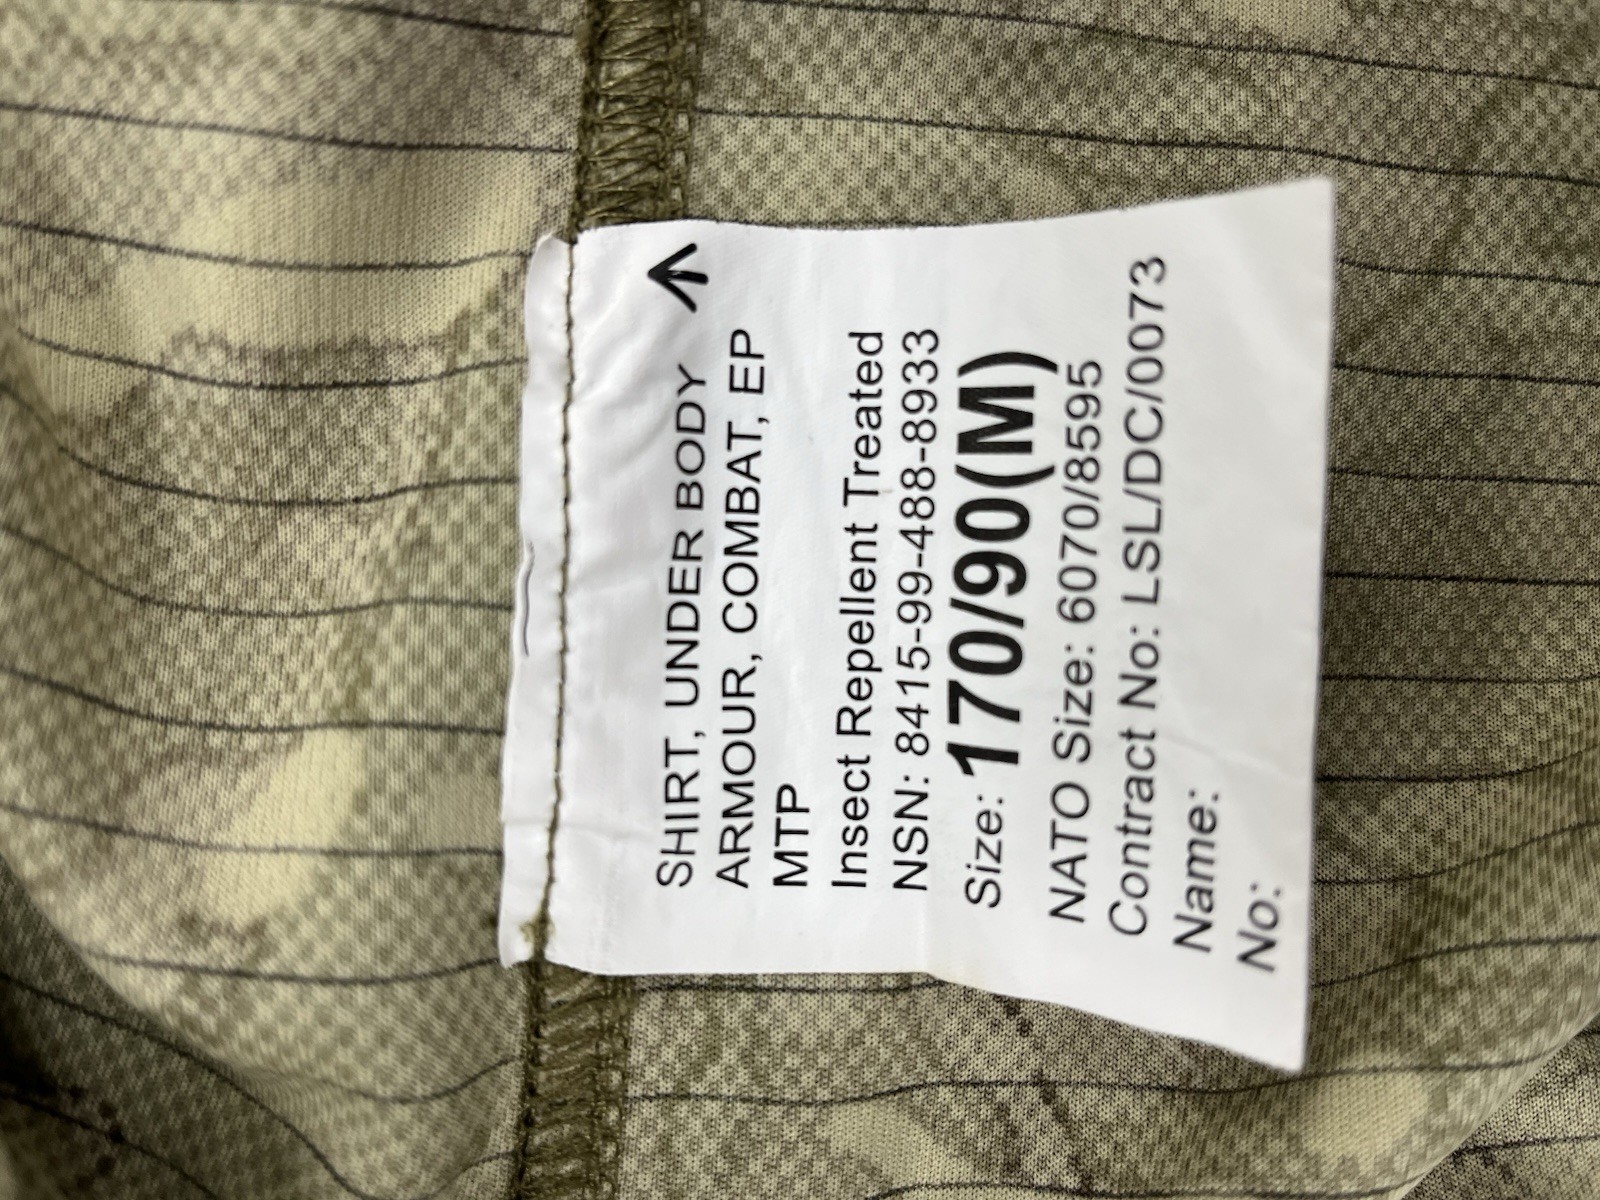 SHIRT, UNDER BODY
ARMOUR, COMBAT, EP
MTP
Insect Repellent Treated
NSN: 8415-99-488-8933
Size: 170/90(M)
NATO Size: 6070/8595
Contract No: LSL/DC/0073
Name:
No: